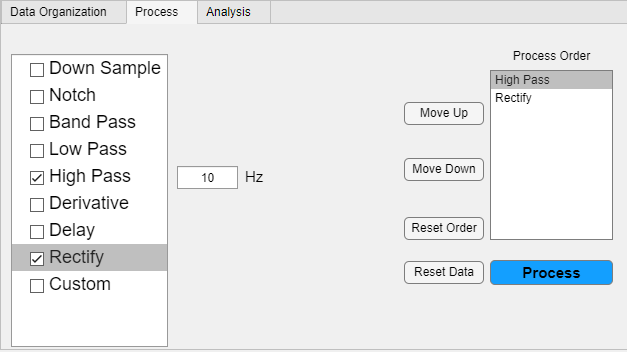 Data Organization
Process
Analysis
Down Sample
Notch
Band Pass
Low Pass
High Pass
Derivative
Delay
Rectify
Custom
10 Hz
Process Order
High Pass
Rectify
Move Up
Move Down
Reset Order
Reset Data
Process